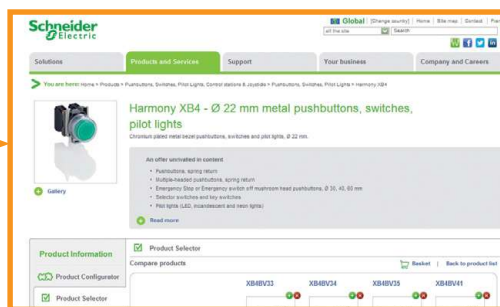 Schneider Electric
Global | [Change country] | Home | Site map | Contact
all the site Search
Solutions Products and Services Support Your business Company and Careers
You are here: Home > Products > Pushbuttons, Switches, Pilot Lights, Control stations & Joystick > Pushbuttons, Switches, Pilot Lights > Harmony XB4
Harmony XB4 - Ø 22 mm metal pushbuttons, switches,
pilot lights
Chromium plated metal bezel pushbuttons, switches and pilot lights, Ø 22 mm.
An offer unrivalled in content
• Pushbuttons, spring return
• Multiple-headed pushbuttons, spring return
• Emergency Stop or Emergency switch off mushroom head pushbuttons, Ø 30, 40, 60 mm
• Selector switches and key switches
• Pilot lights (LED, incandescent and neon lights)
Gallery
Read more
Product Information
Product Selector
Compare products Basket | Back to product list
Product Configurator
XB4BV33 XB4BV34 XB4BV35 XB4BV41
Product Selector